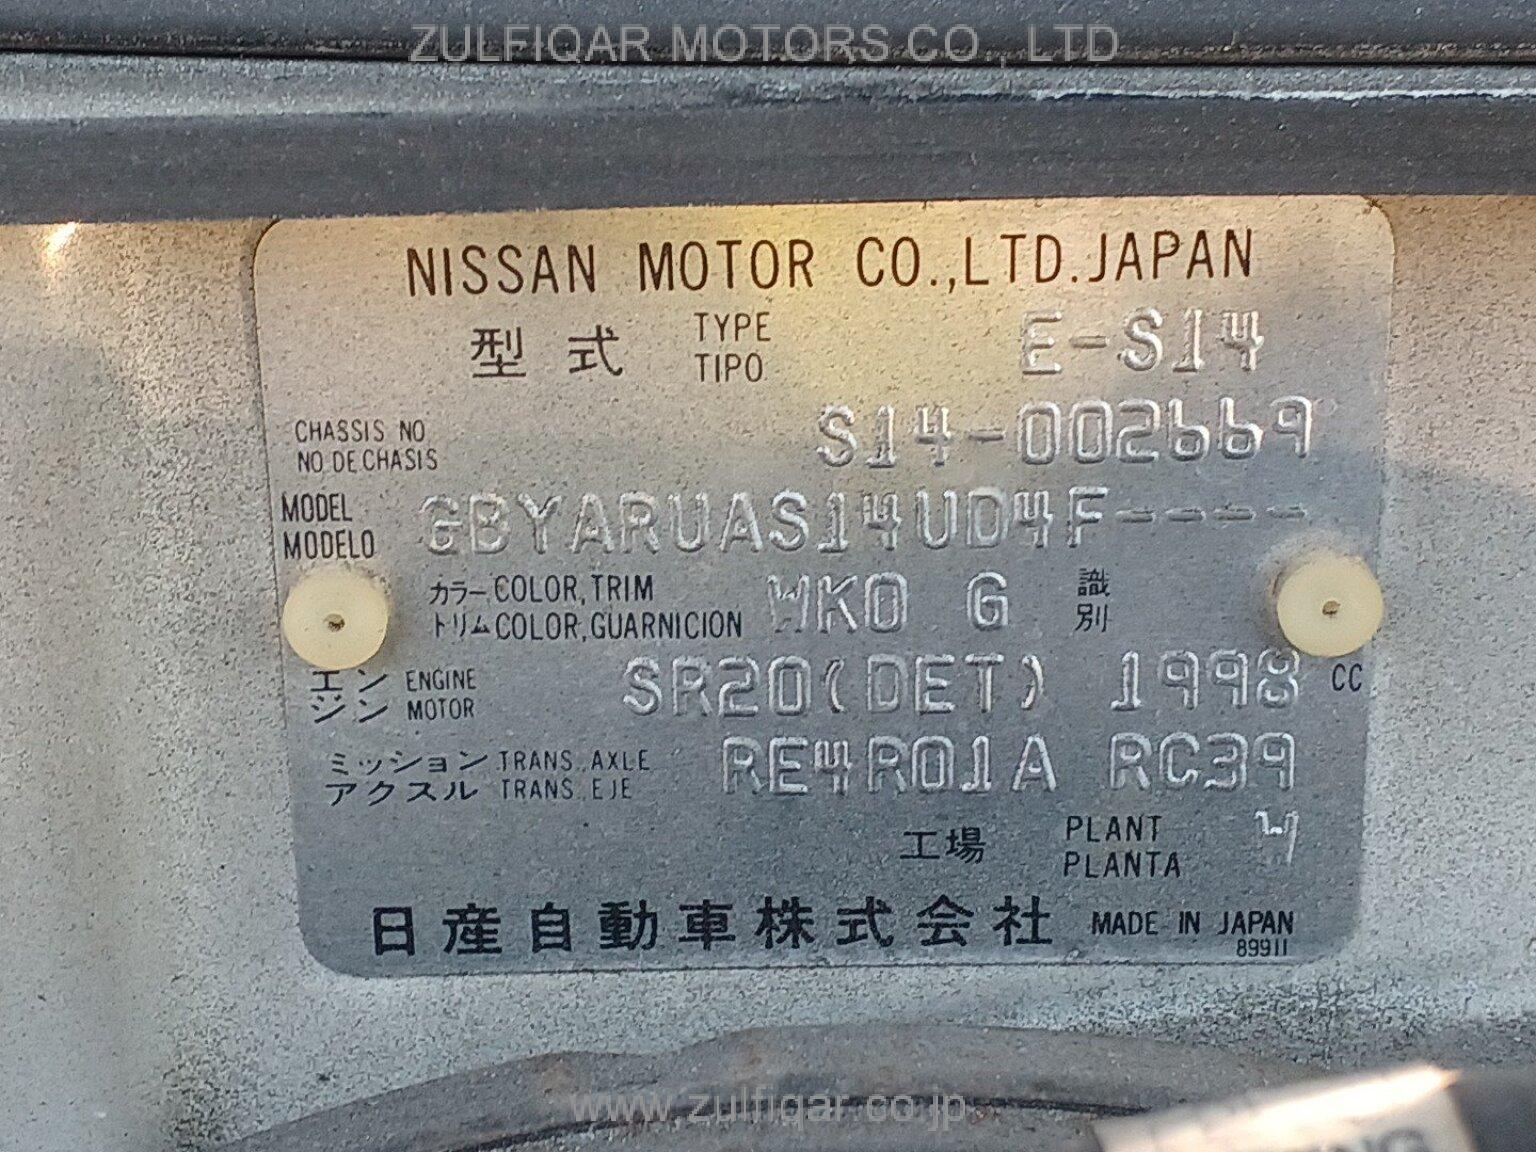 ZULFIQAR MOTORS CO., LTD
NISSAN MOTOR CO.,LTD.JAPAN
型式 TYPE E-S14
TIPO
CHASSIS NO S14-002669
NO.DE.CHASIS
MODEL GBYARUAS14UD4F----
MODELO
カラー COLOR,TRIM WK0 G 識別
トリム COLOR,GUARNICION
エンジン ENGINE SR20(DET) 1998 CC
MOTOR
ミッション TRANS.AXLE RE4R01A RC39
アクスル TRANS.EJE
工場 PLANT W
PLANTA
日産自動車株式会社 MADE IN JAPAN
89911
www.zulfiqar.co.jp